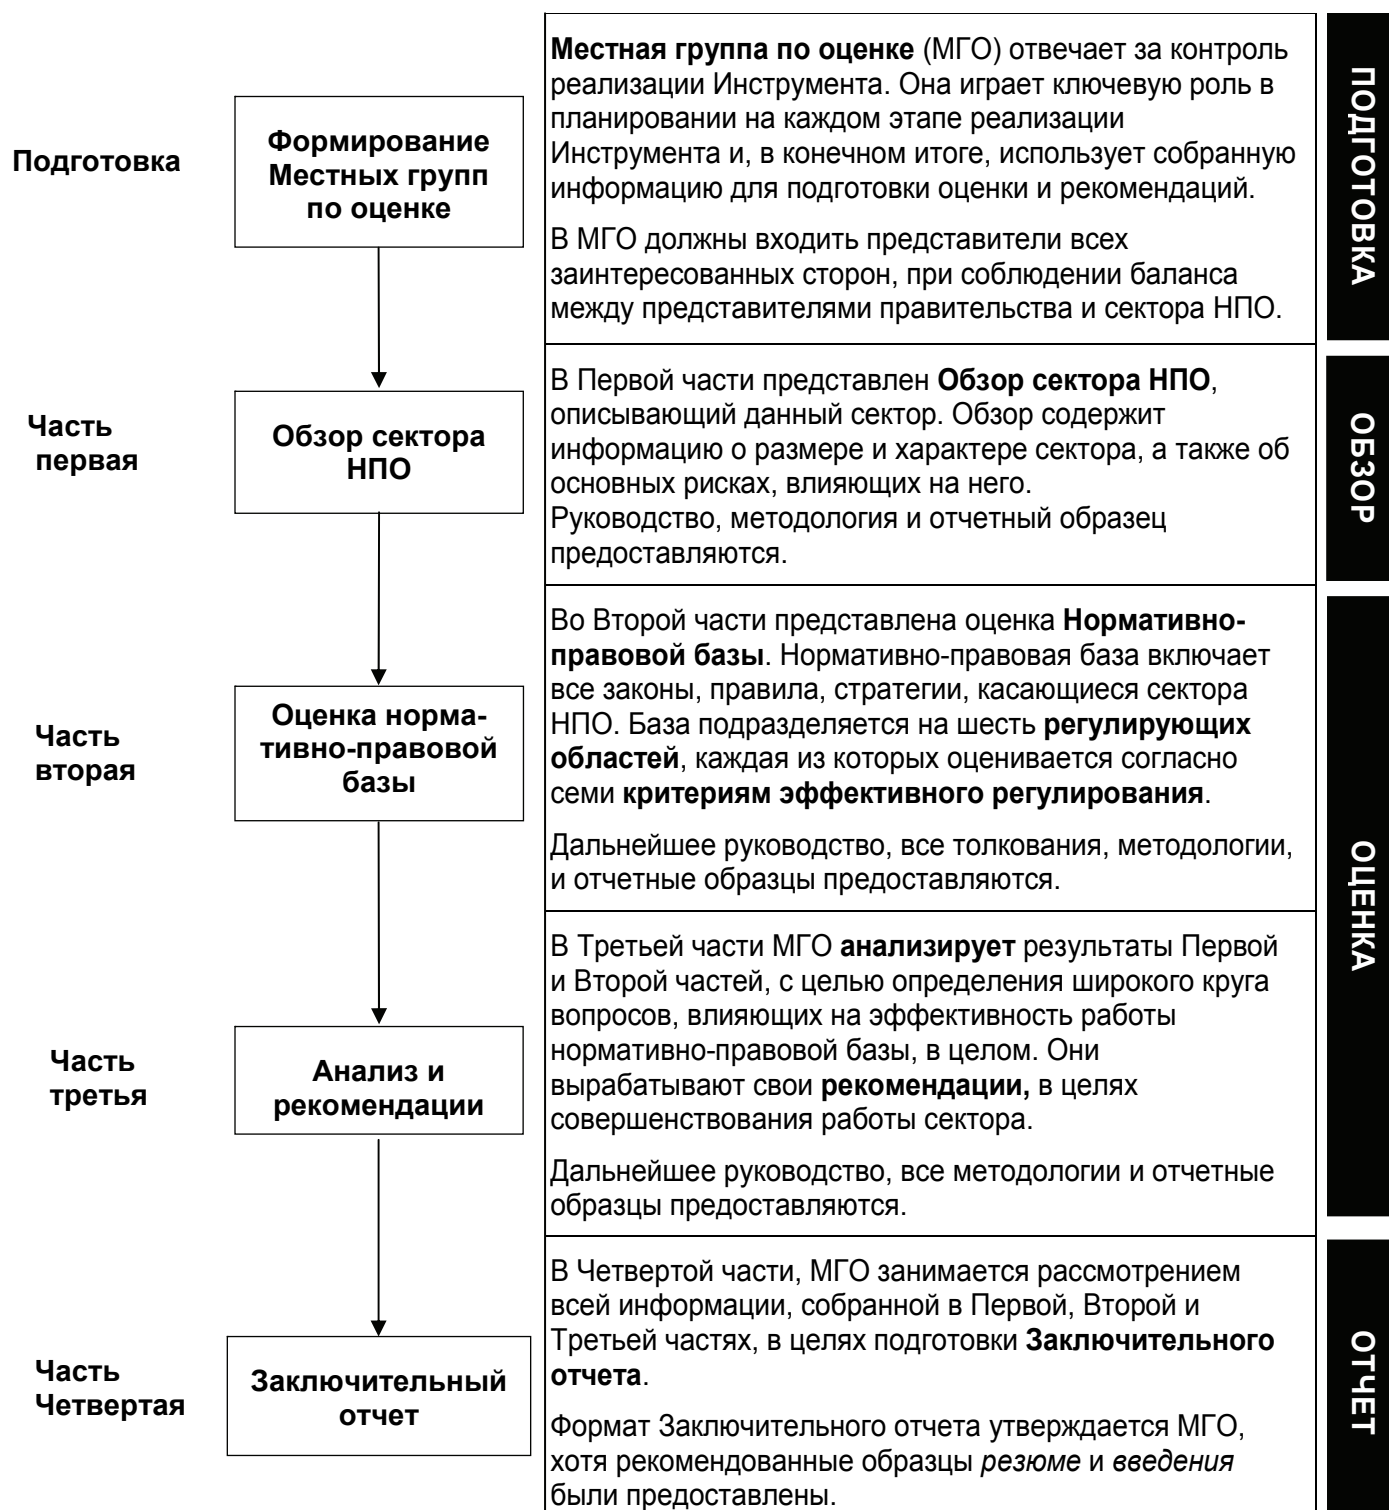 Подготовка
Формирование
Местных групп
по оценке
Местная группа по оценке (МГО) отвечает за контроль
реализации Инструмента. Она играет ключевую роль в
планировании на каждом этапе реализации
Инструмента и, в конечном итоге, использует собранную
информацию для подготовки оценки и рекомендаций.
В МГО должны входить представители всех
заинтересованных сторон, при соблюдении баланса
между представителями правительства и сектора НПО.
ПОДГОТОВКА
Часть
первая
Обзор сектора
НПО
В Первой части представлен Обзор сектора НПО,
описывающий данный сектор. Обзор содержит
информацию о размере и характере сектора, а также об
основных рисках, влияющих на него.
Руководство, методология и отчетный образец
предоставляются.
ОБЗОР
Часть
вторая
Оценка норма-
тивно-правовой
базы
Во Второй части представлена оценка Нормативно-
правовой базы. Нормативно-правовая база включает
все законы, правила, стратегии, касающиеся сектора
НПО. База подразделяется на шесть регулирующих
областей, каждая из которых оценивается согласно
семи критериям эффективного регулирования.
Дальнейшее руководство, все толкования, методологии,
и отчетные образцы предоставляются.
ОЦЕНКА
Часть
третья
Анализ и
рекомендации
В Третьей части МГО анализирует результаты Первой
и Второй частей, с целью определения широкого круга
вопросов, влияющих на эффективность работы
нормативно-правовой базы, в целом. Они
вырабатывают свои рекомендации, в целях
совершенствования работы сектора.
Дальнейшее руководство, все методологии и отчетные
образцы предоставляются.
Часть
Четвертая
Заключительный
отчет
В Четвертой части, МГО занимается рассмотрением
всей информации, собранной в Первой, Второй и
Третьей частях, в целях подготовки Заключительного
отчета.
Формат Заключительного отчета утверждается МГО,
хотя рекомендованные образцы резюме и введения
были предоставлены.
ОТЧЕТ